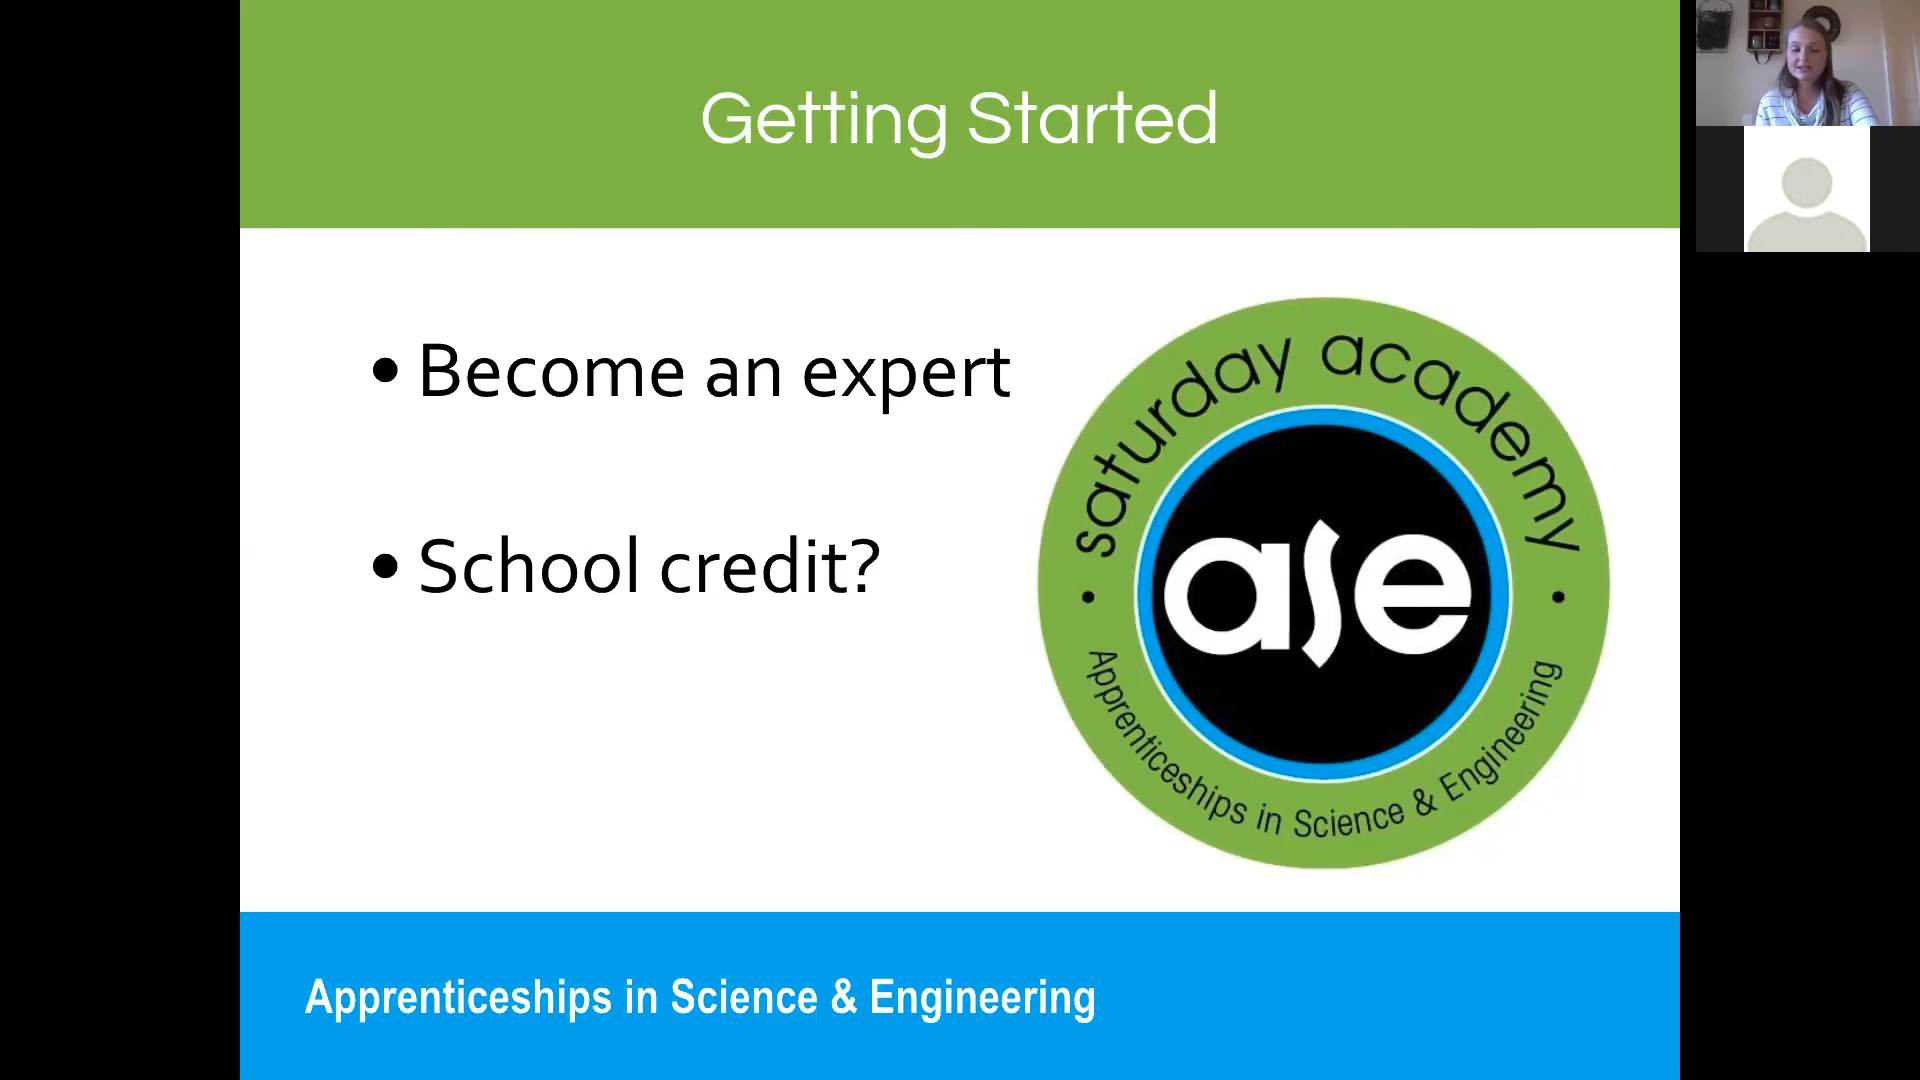 Getting Started
• Become an expert
• School credit?
saturday academy
ase
• Apprenticeships in Science & Engineering •
Apprenticeships in Science & Engineering